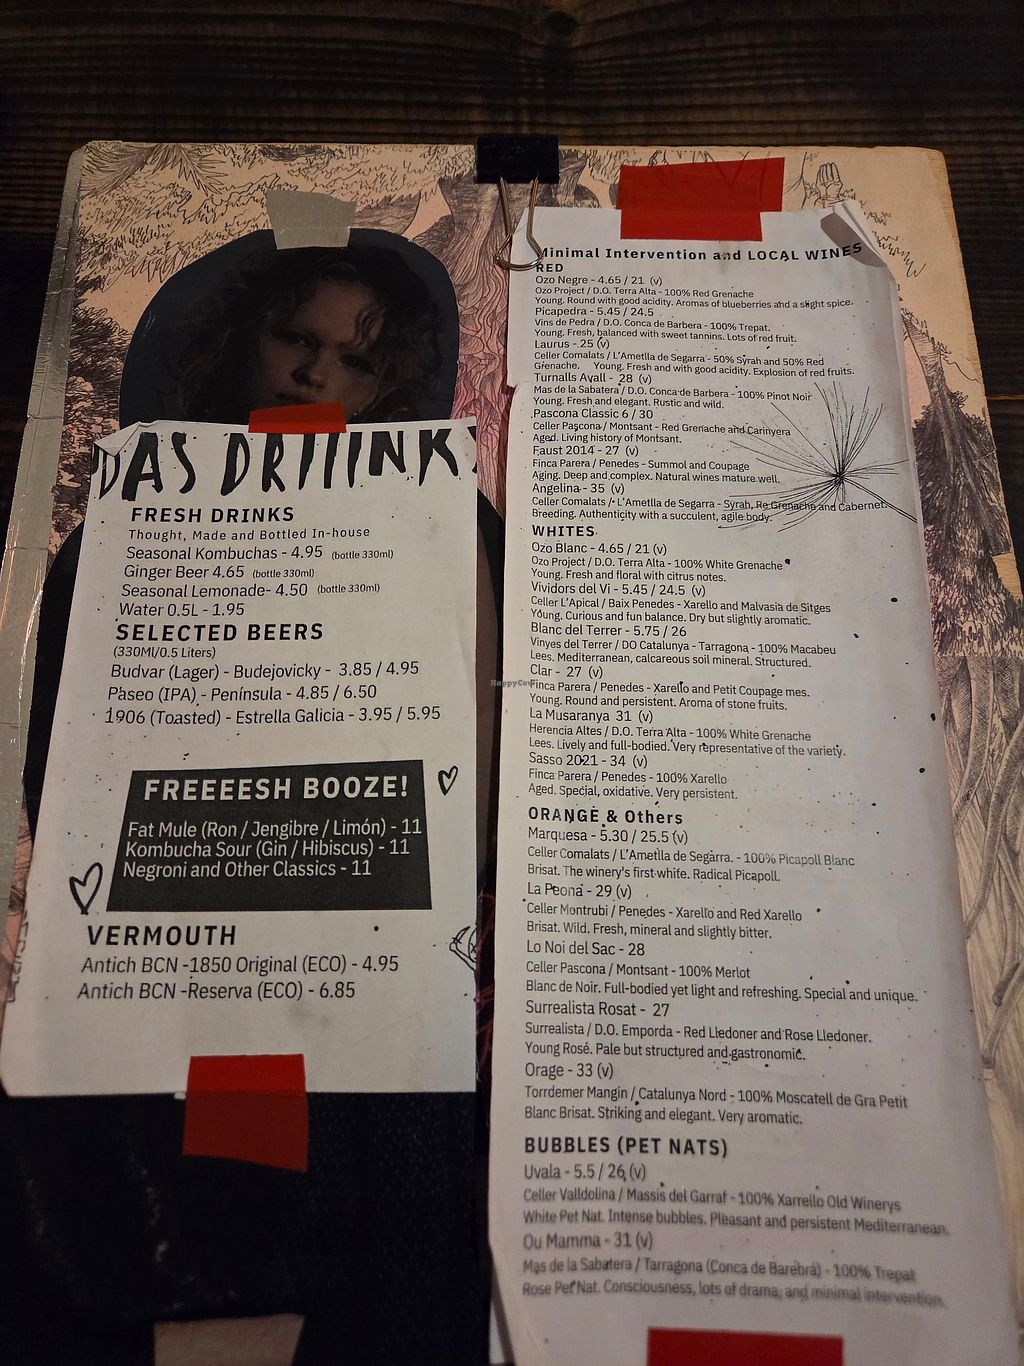 DAS DRIIINKS
FRESH DRINKS
Thought, Made and Bottled In-house
Seasonal Kombuchas - 4.95 (bottle 330ml)
Ginger Beer 4.65 (bottle 330ml)
Seasonal Lemonade- 4.50 (bottle 330ml)
Water 0.5L - 1.95
SELECTED BEERS
(330Ml/0.5 Liters)
Budvar (Lager) - Budejovicky - 3.85 / 4.95
Paseo (IPA) - Península - 4.85 / 6.50
1906 (Toasted) - Estrella Galicia - 3.95 / 5.95
FREEEESH BOOZE!
Fat Mule (Ron / Jengibre / Limón) - 11
Kombucha Sour (Gin / Hibiscus) - 11
Negroni and Other Classics - 11
VERMOUTH
Antich BCN -1850 Original (ECO) - 4.95
Antich BCN -Reserva (ECO) - 6.85
Minimal Intervention and LOCAL WINES
RED
Ozo Negre - 4.65 / 21 (v)
Ozo Project / D.O. Terra Alta - 100% Red Grenache
Young. Round with good acidity. Aromas of blueberries and a slight spice.
Picapedra - 5.45 / 24.5
Vins de Pedra / D.O. Conca de Barbera - 100% Trepat.
Young. Fresh, balanced with sweet tannins. Lots of red fruit.
Laurus - 25 (v)
Celler Comalats / L'Ametlla de Segarra - 50% Syrah and 50% Red
Grenache. Young. Fresh and with good acidity. Explosion of red fruits.
Turnalls Avall - 28 (v)
Mas de la Sabatera / D.O. Conca de Barbera - 100% Pinot Noir
Young. Fresh and elegant. Rustic and wild.
Pascona Classic 6 / 30
Celler Pascona / Montsant - Red Grenache and Carinyera
Aged. Living history of Montsant.
Faust 2014 - 27 (v)
Finca Parera / Penedes - Summol and Coupage
Aging. Deep and complex. Natural wines mature well.
Angelina - 35 (v)
Celler Comalats / L'Ametlla de Segarra - Syrah, Re Grenache and Cabernet.
Breeding. Authenticity with a succulent, agile body.
WHITES
Ozo Blanc - 4.65 / 21 (v)
Ozo Project / D.O. Terra Alta - 100% White Grenache
Young. Fresh and floral with citrus notes.
Vividors del Vi - 5.45 / 24.5 (v)
Celler L'Apical / Baix Penedes - Xarello and Malvasia de Sitges
Young. Curious and fun balance. Dry but slightly aromatic.
Blanc del Terrer - 5.75 / 26
Vinyes del Terrer / DO Catalunya - Tarragona - 100% Macabeu
Lees. Mediterranean, calcareous soil mineral. Structured.
Clar - 27 (v)
HappyCow
Finca Parera / Penedes - Xarello and Petit Coupage mes.
Young. Round and persistent. Aroma of stone fruits.
La Musaranya 31 (v)
Herencia Altes / D.O. Terra Alta - 100% White Grenache
Lees. Lively and full-bodied. Very representative of the variety.
Sasso 2021 - 34 (v)
Finca Parera / Penedes - 100% Xarello
Aged. Special, oxidative. Very persistent.
ORANGE & Others
Marquesa - 5.30 / 25.5 (v)
Celler Comalats / L'Ametlla de Segarra. - 100% Picapoll Blanc
Brisat. The winery's first white. Radical Picapoll.
La Peona - 29 (v)
Celler Montrubi / Penedes - Xarello and Red Xarello
Brisat. Wild. Fresh, mineral and slightly bitter.
Lo Noi del Sac - 28
Celler Pascona / Montsant - 100% Merlot
Blanc de Noir. Full-bodied yet light and refreshing. Special and unique.
Surrealista Rosat - 27
Surrealista / D.O. Emporda - Red Lledoner and Rose Lledoner.
Young Rosé. Pale but structured and gastronomic.
Orage - 33 (v)
Torrdemer Mangin / Catalunya Nord - 100% Moscatell de Gra Petit
Blanc Brisat. Striking and elegant. Very aromatic.
BUBBLES (PET NATS)
Uvala - 5.5 / 26 (v)
Celler Valldolina / Massis del Garraf - 100% Xarrello Old Winerys
White Pet Nat. Intense bubbles. Pleasant and persistent Mediterranean.
Ou Mamma - 31 (v)
Mas de la Sabatera / Tarragona (Conca de Barebrà) - 100% Trepat
Rose Pet Nat. Consciousness, lots of drama, and minimal intervention.